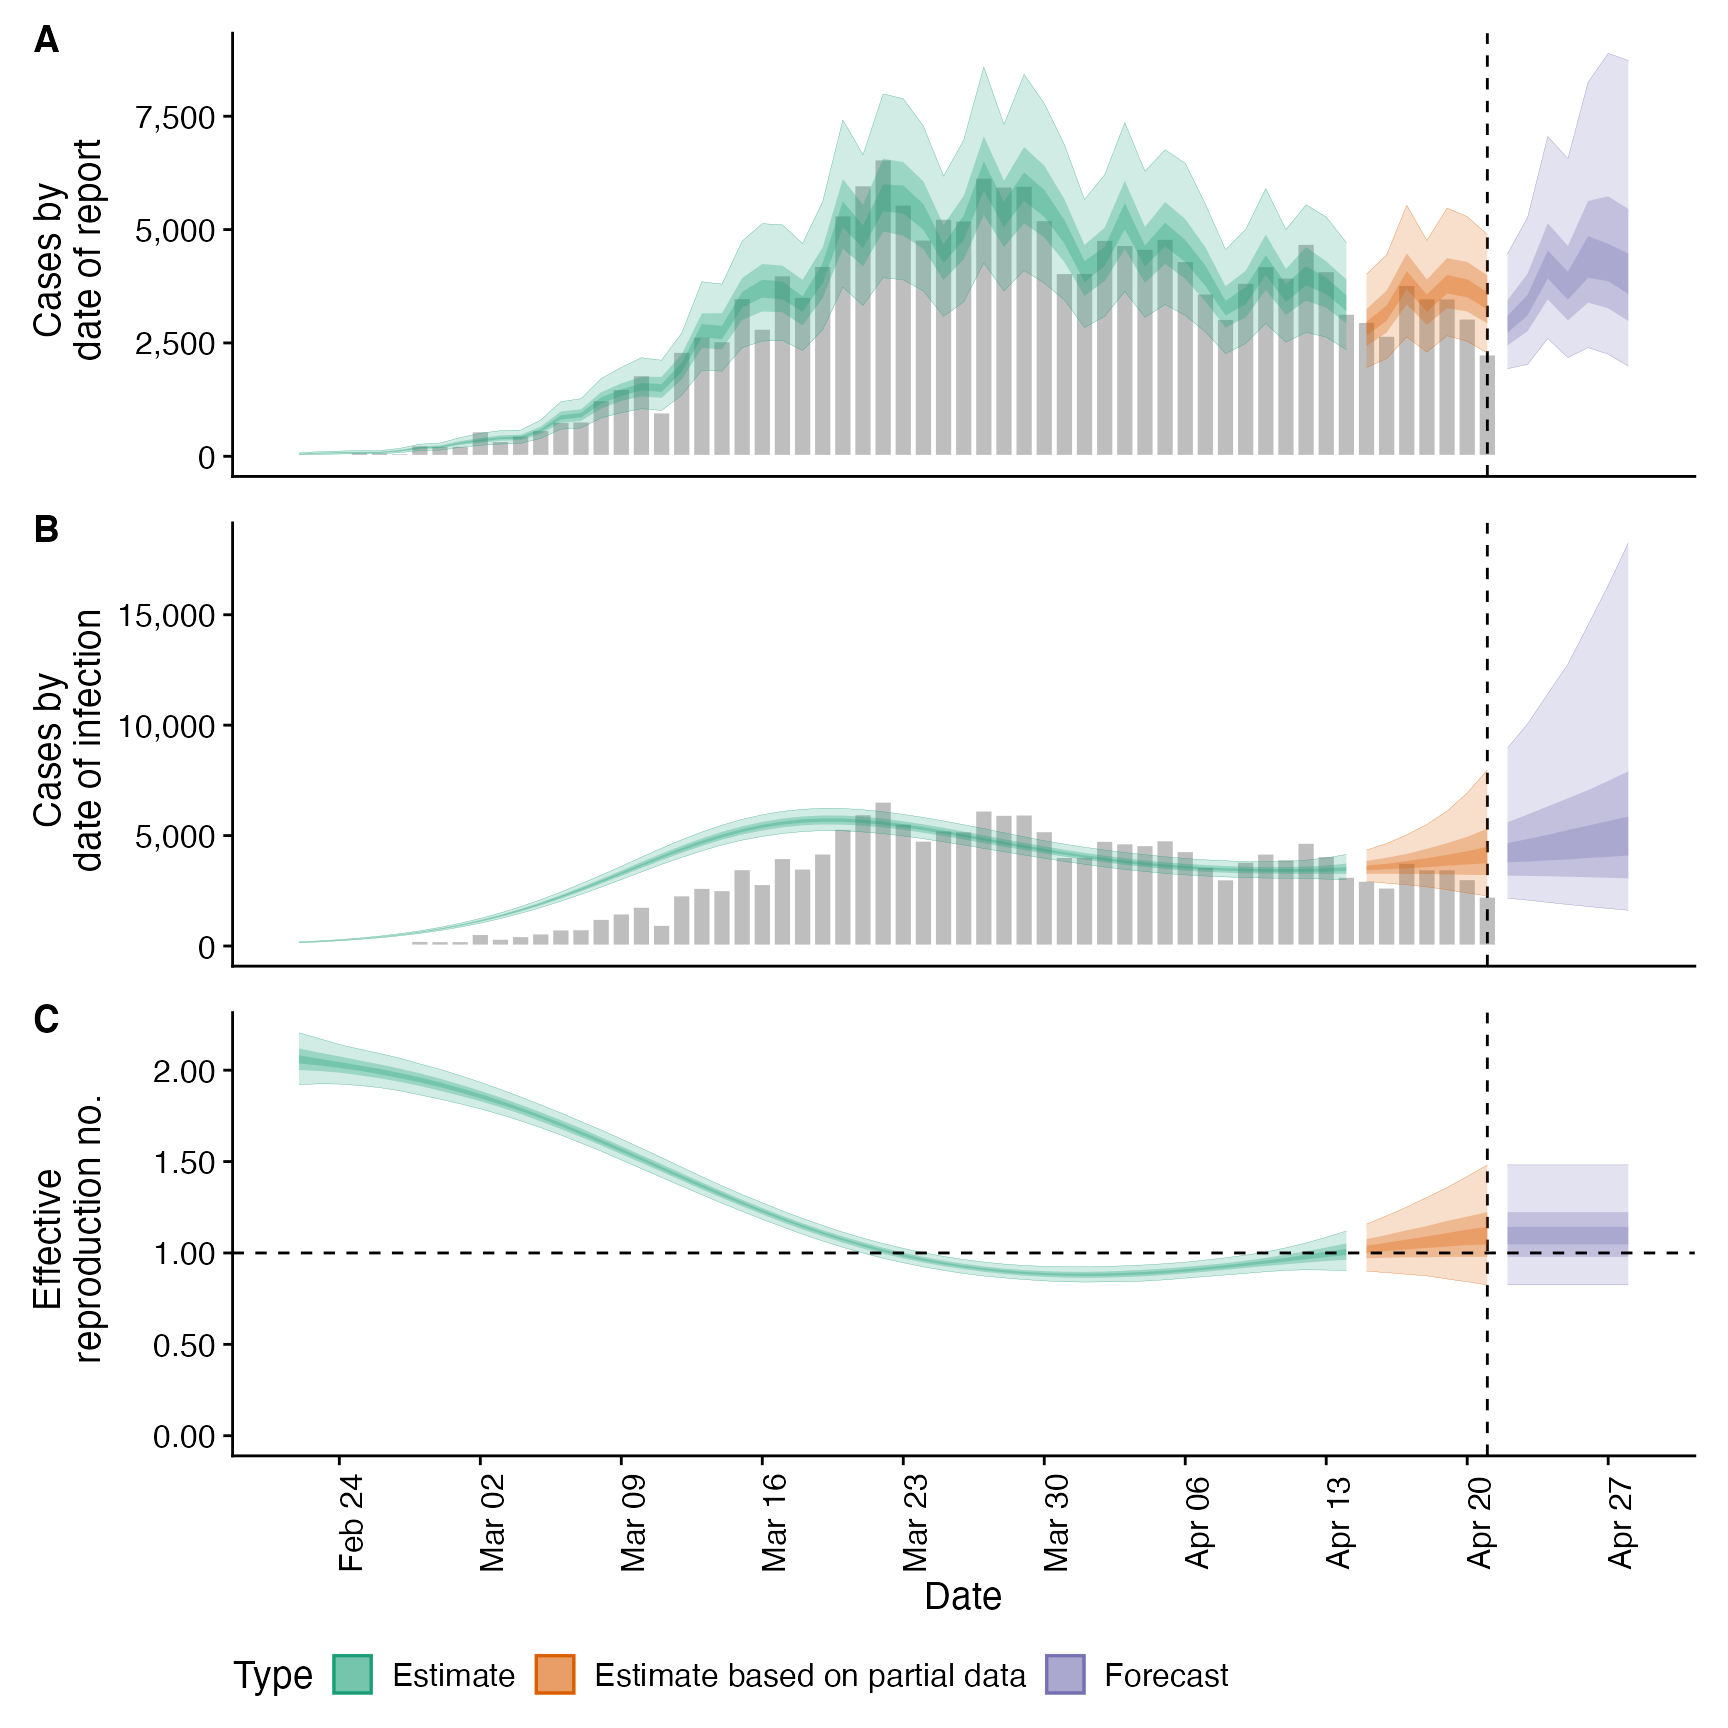 A
Cases by
date of report
7,500
5,000
2,500
0
B
Cases by
date of infection
15,000
10,000
5,000
0
C
Effective
reproduction no.
2.00
1.50
1.00
0.50
0.00
Feb 24
Mar 02
Mar 09
Mar 16
Mar 23
Mar 30
Apr 06
Apr 13
Apr 20
Apr 27
Date
Type Estimate Estimate based on partial data Forecast